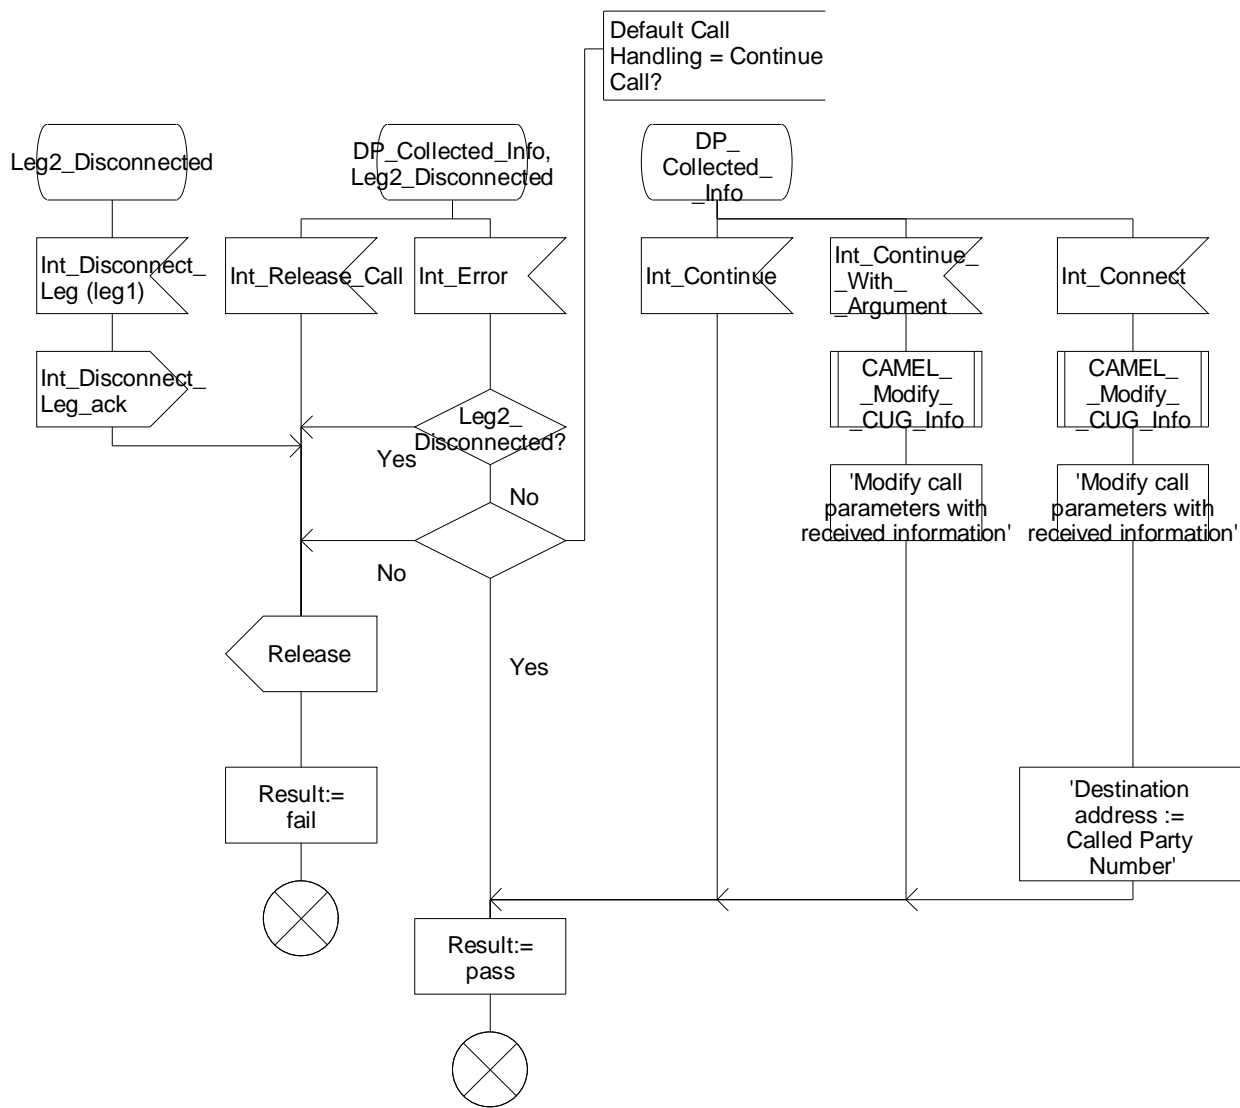 Default Call
Handling = Continue
Call?
Leg2_Disconnected
DP_Collected_Info,
Leg2_Disconnected
DP_
Collected_
_Info
Int_Disconnect_
Leg (leg1)
Int_Release_Call
Int_Error
Int_Continue
Int_Continue_
_With_
_Argument
Int_Connect
Int_Disconnect_
Leg_ack
CAMEL_
_Modify_
_CUG_Info
CAMEL_
_Modify_
_CUG_Info
Leg2_
Disconnected?
Yes
No
'Modify call
parameters with
received information'
'Modify call
parameters with
received information'
No
Yes
Release
Result:=
fail
'Destination
address :=
Called Party
Number'
Result:=
pass